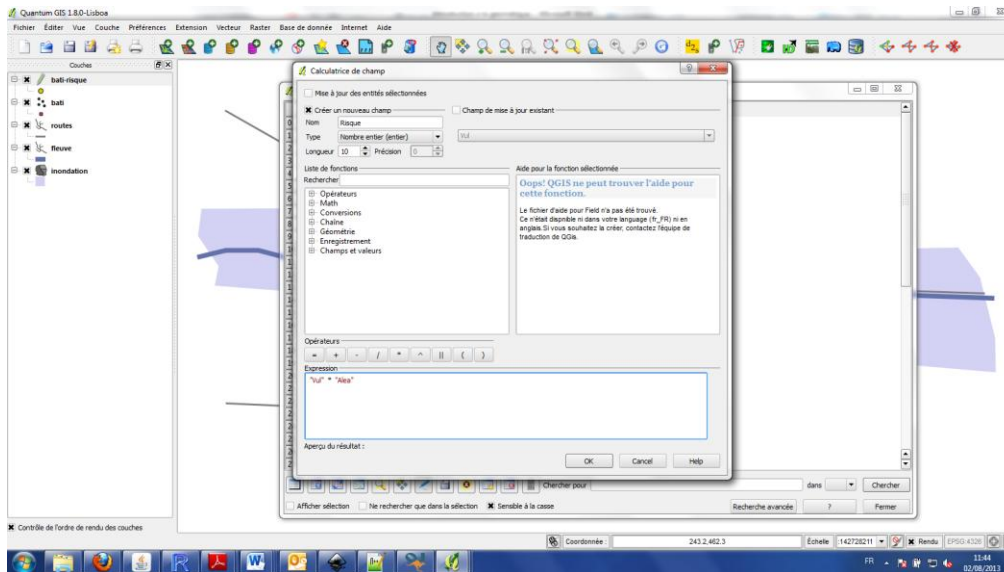 Quantum GIS 1.8.0-Lisboa
Fichier Éditer Vue Couche Préférences Extension Vecteur Raster Base de donnée Internet Aide
Couches
bati-risque
bati
routes
fleuve
inondation
Contrôle de l'ordre de rendu des couches
Calculatrice de champ
Mise à jour des entités sélectionnées
Créer un nouveau champ
Champ de mise à jour existant
Nom Risque
Type Nombre entier (entier)
Vul
Longueur 10 Précision 0
Liste de fonctions
Rechercher
Opérateurs
Math
Conversions
Chaîne
Géométrie
Enregistrement
Champs et valeurs
Aide pour la fonction sélectionnée
Oops! QGIS ne peut trouver l'aide pour
cette fonction.
Le fichier d'aide pour Field n'a pas été trouvé.
Ce n'était disponible ni dans votre language (fr_FR) ni en
anglais.Si vous souhaitez la créer, contactez l'équipe de
traduction de QGis.
Opérateurs
= + - / * ^ || ( )
Expression
"Vul" * "Alea"
Aperçu du résultat :
OK Cancel Help
Chercher pour dans Chercher
Afficher sélection Ne rechercher que dans la sélection Sensible à la casse Recherche avancée ? Fermer
Coordonnée : 243.2,462.3 Echelle :142728211 Rendu EPSG:4326
FR 11:44
02/08/2013